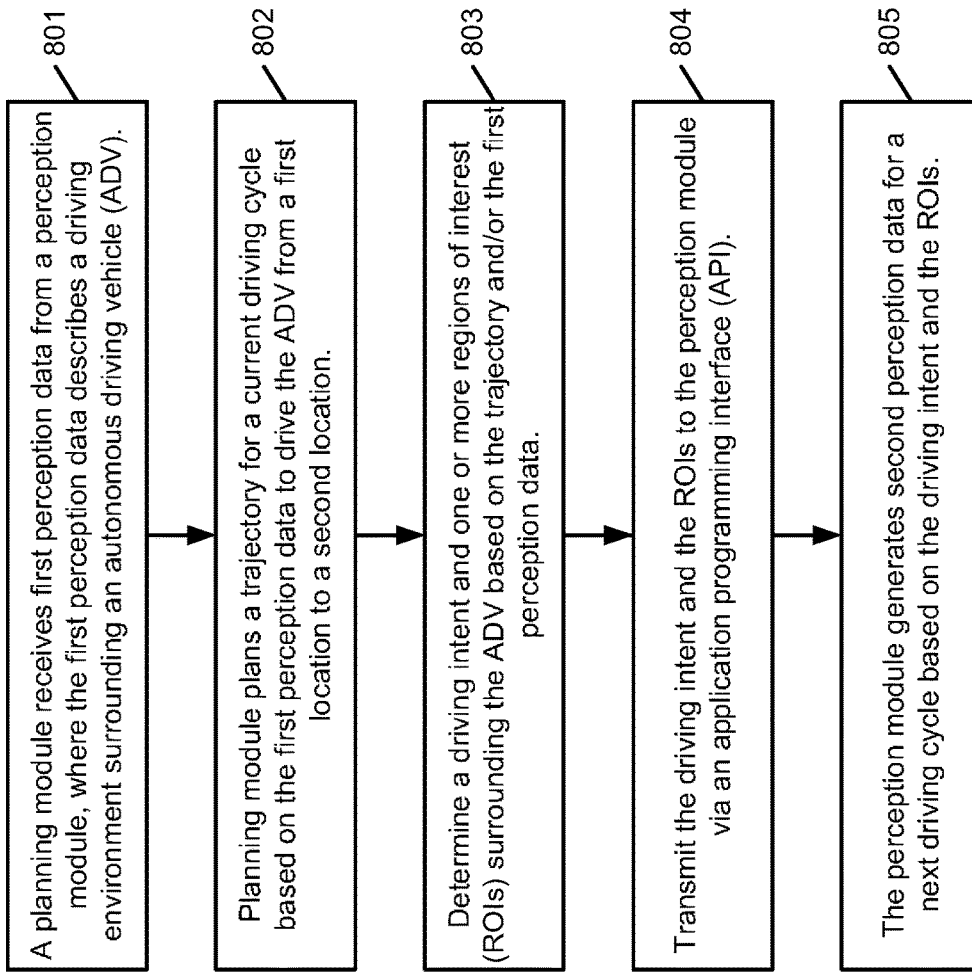 A planning module receives first perception data from a perception
module, where the first perception data describes a driving
environment surrounding an autonomous driving vehicle (ADV).
801
Planning module plans a trajectory for a current driving cycle
based on the first perception data to drive the ADV from a first
location to a second location.
802
Determine a driving intent and one or more regions of interest
(ROIs) surrounding the ADV based on the trajectory and/or the first
perception data.
803
Transmit the driving intent and the ROIs to the perception module
via an application programming interface (API).
804
The perception module generates second perception data for a
next driving cycle based on the driving intent and the ROIs.
805